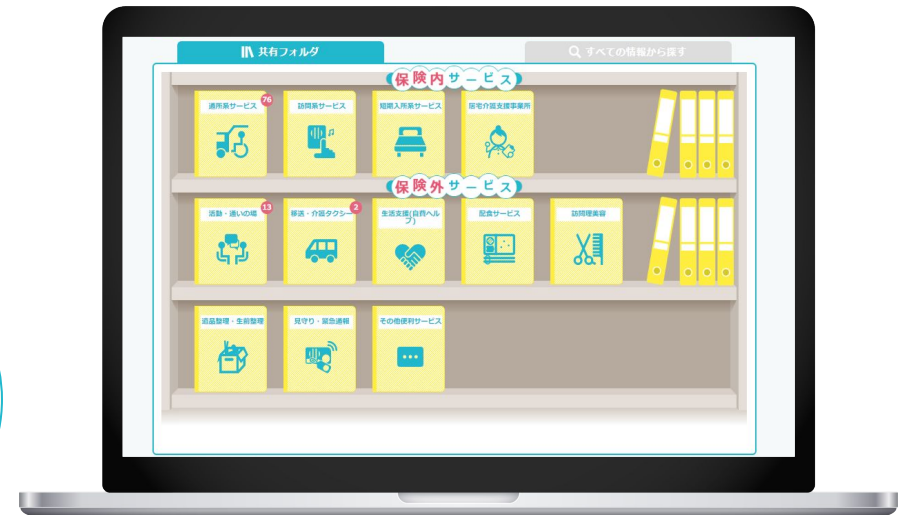 共有フォルダ
すべての情報から探す
保険内サービス
通所系サービス
76
訪問系サービス
短期入所系サービス
居宅介護支援事業所
保険外サービス
活動・通いの場
13
移送・介護タクシー
2
生活支援(自費ヘル
プ)
配食サービス
訪問理美容
遺品整理・生前整理
見守り・緊急通報
その他便利サービス